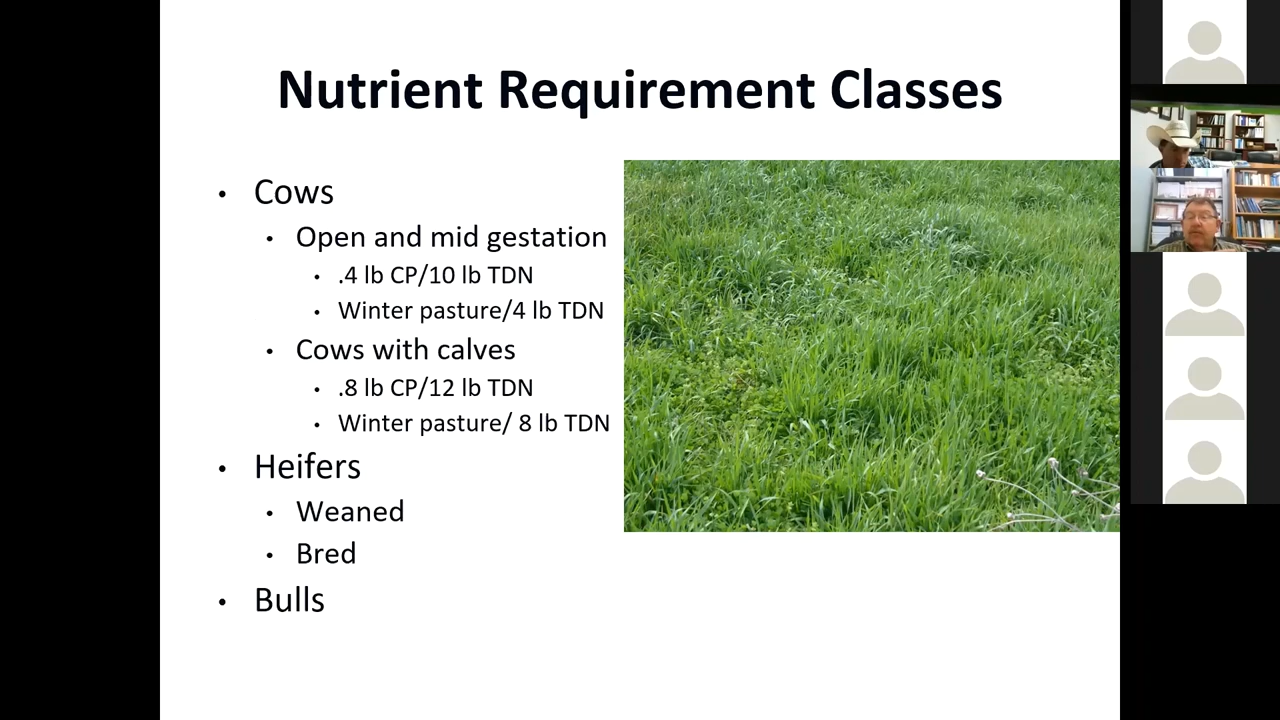 Nutrient Requirement Classes
• Cows
• Open and mid gestation
• .4 lb CP/10 lb TDN
• Winter pasture/4 lb TDN
• Cows with calves
• .8 lb CP/12 lb TDN
• Winter pasture/ 8 lb TDN
• Heifers
• Weaned
• Bred
• Bulls